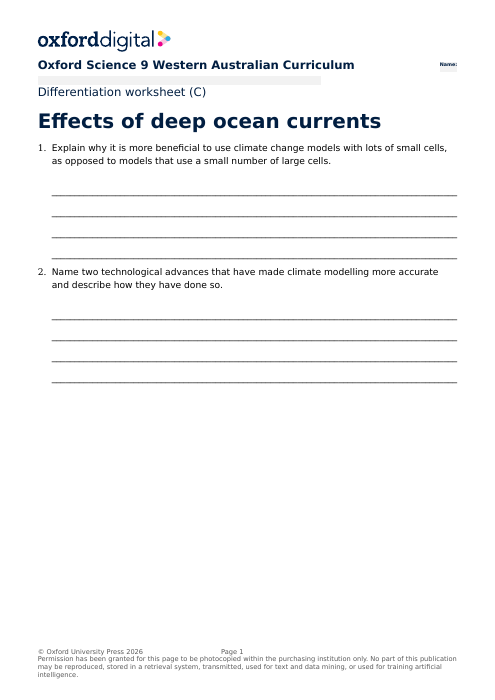 oxforddigital
Oxford Science 9 Western Australian Curriculum
Name:
Differentiation worksheet (C)
Effects of deep ocean currents
1. Explain why it is more beneficial to use climate change models with lots of small cells,
as opposed to models that use a small number of large cells.
2. Name two technological advances that have made climate modelling more accurate
and describe how they have done so.
© Oxford University Press 2026 Page 1
Permission has been granted for this page to be photocopied within the purchasing institution only. No part of this publication
may be reproduced, stored in a retrieval system, transmitted, used for text and data mining, or used for training artificial
intelligence.